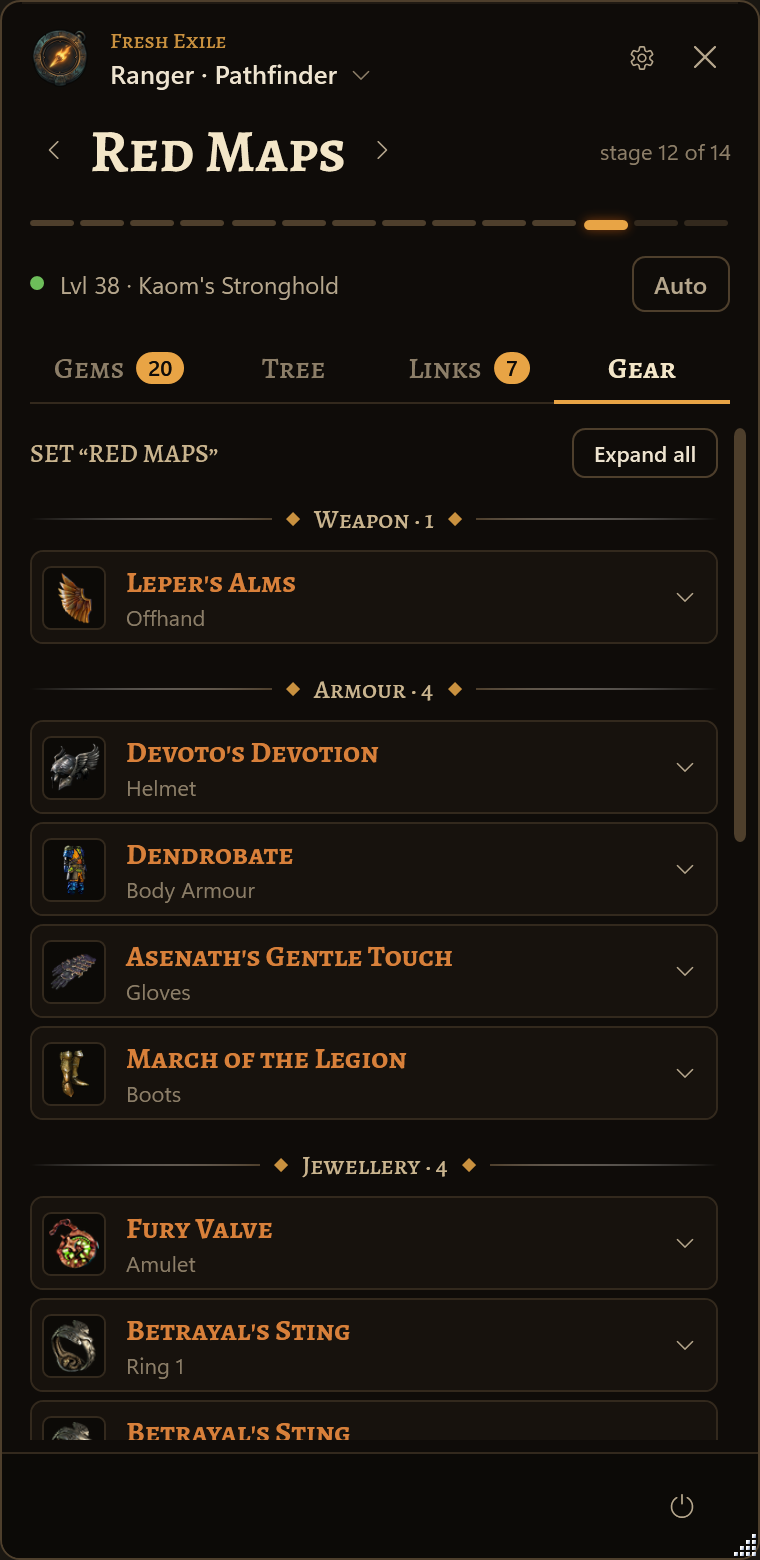 Fresh Exile
Ranger · Pathfinder
Red Maps
stage 12 of 14
Lvl 38 · Kaom's Stronghold
Auto
Gems 20
Tree
Links 7
Gear
SET “RED MAPS”
Expand all
Weapon · 1
Leper's Alms
Offhand
Armour · 4
Devoto's Devotion
Helmet
Dendrobate
Body Armour
Asenath's Gentle Touch
Gloves
March of the Legion
Boots
Jewellery · 4
Fury Valve
Amulet
Betrayal's Sting
Ring 1
Betrayal's Sting